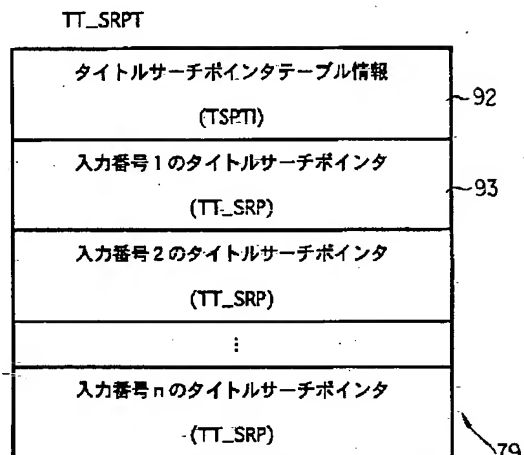 TT_SRPT
タイトルサーチポインタテーブル情報
(TSPTI)
92
入力番号1のタイトルサーチポインタ
(TT_SRP)
93
入力番号2のタイトルサーチポインタ
(TT_SRP)
⋮
入力番号nのタイトルサーチポインタ
(TT_SRP)
79